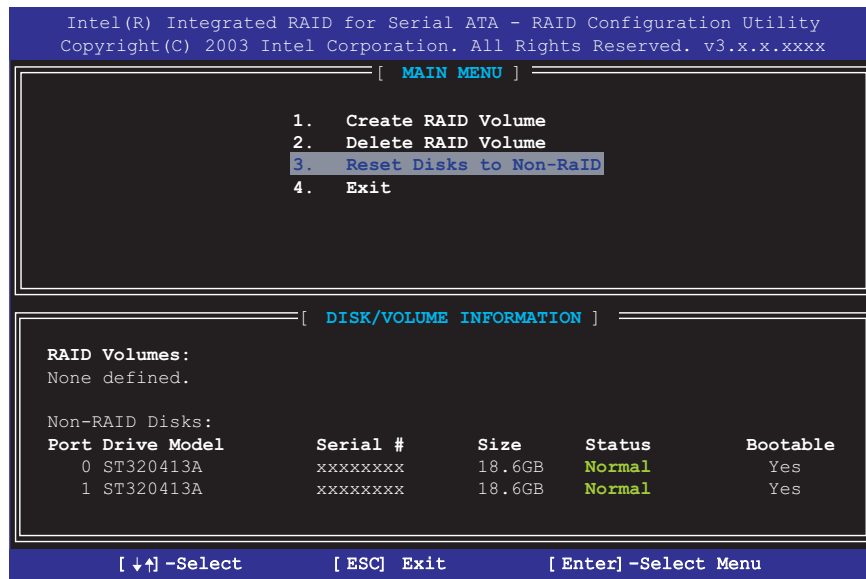 Intel(R) Integrated RAID for Serial ATA - RAID Configuration Utility
Copyright(C) 2003 Intel Corporation. All Rights Reserved. v3.x.x.xxxx
[ MAIN MENU ]
1. Create RAID Volume
2. Delete RAID Volume
3. Reset Disks to Non-RaID
4. Exit
[ DISK/VOLUME INFORMATION ]
RAID Volumes:
None defined.
Non-RAID Disks:
Port Drive Model Serial # Size Status Bootable
0 ST320413A xxxxxxxx 18.6GB Normal Yes
1 ST320413A xxxxxxxx 18.6GB Normal Yes
[↓↑]-Select [ESC] Exit [Enter]-Select Menu